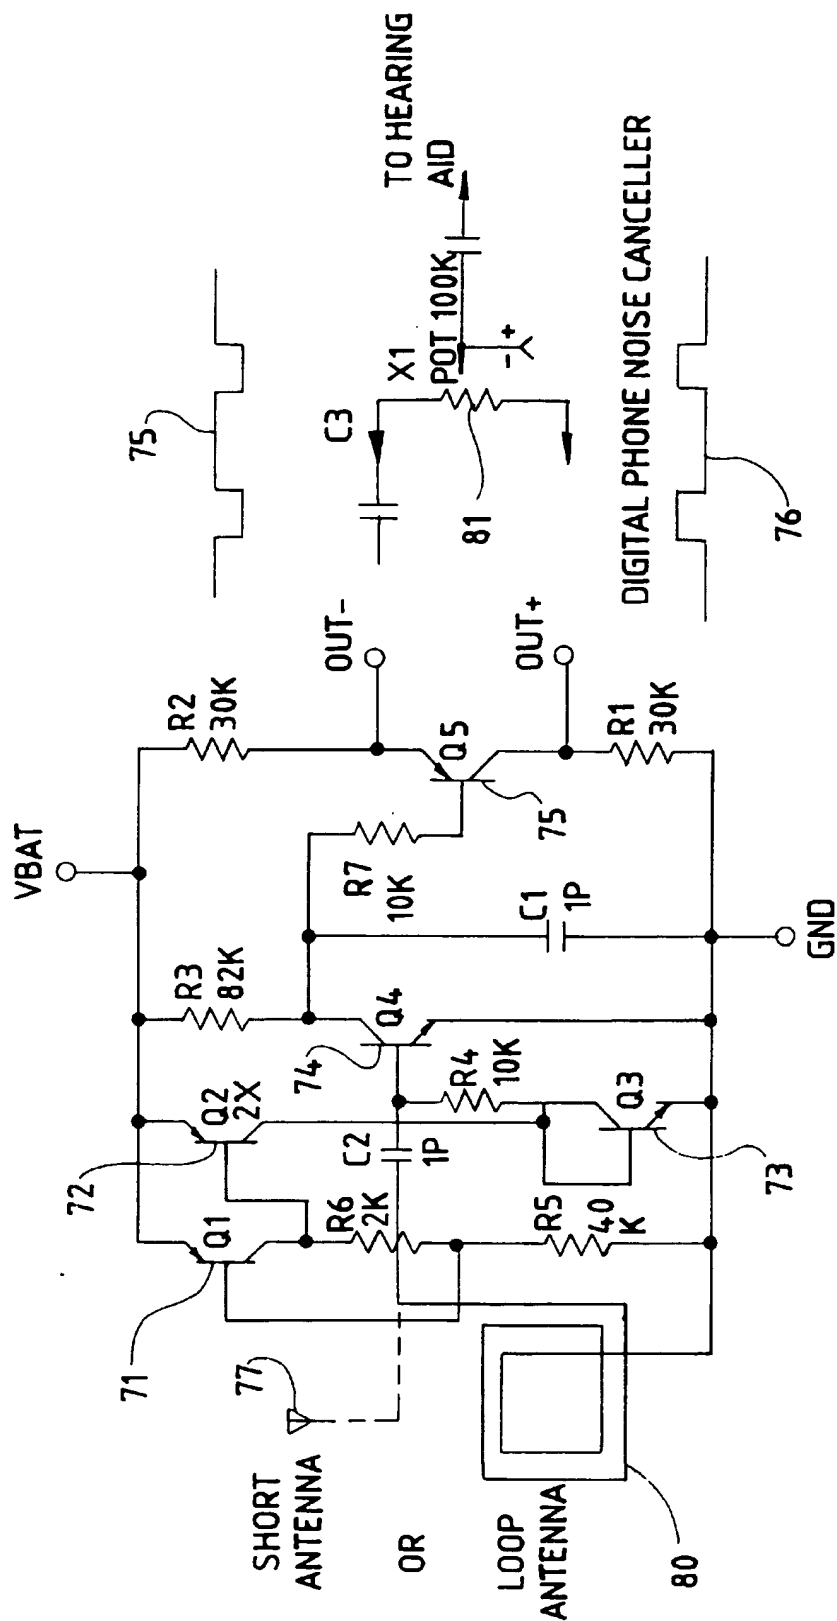 VBAT
R2
30K
OUT-
Q5
75
OUT+
R1
30K
R7
10K
C1
1P
GND
R3
82K
Q4
74
R4
10K
Q2
2X
72
C2
1P
Q3
73
Q1
71
R6
2K
R5
40
K
77
SHORT
ANTENNA
OR
LOOP
ANTENNA
80
75
C3
X1
POT 100K
- +
81
TO HEARING
AID
DIGITAL PHONE NOISE CANCELLER
76